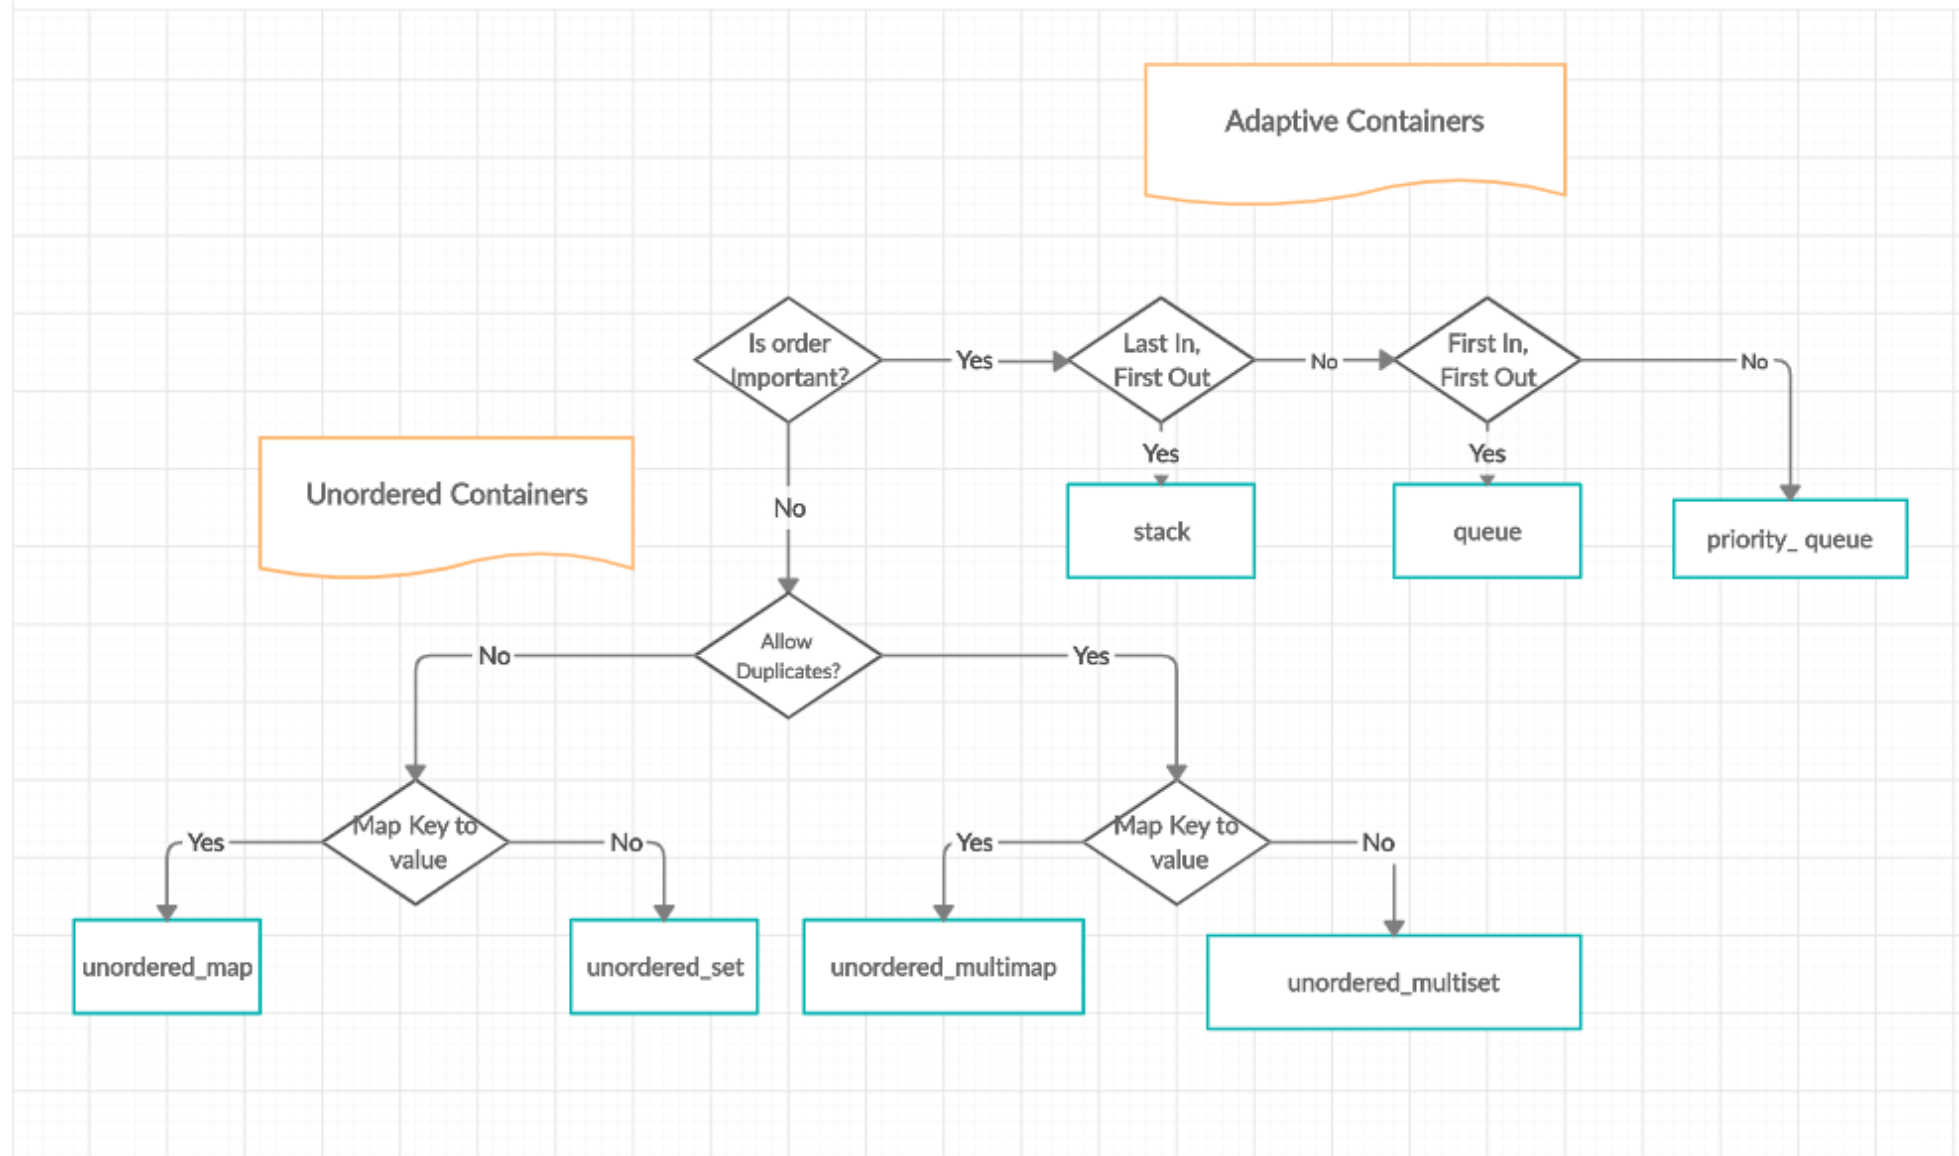 Adaptive Containers
Is order
Important?
Yes
Last In,
First Out
No
First In,
First Out
No
Yes
Yes
Unordered Containers
No
stack
queue
priority_ queue
Allow
Duplicates?
No
Yes
Map Key to
value
Yes
No
Map Key to
value
Yes
No
unordered_map
unordered_set
unordered_multimap
unordered_multiset